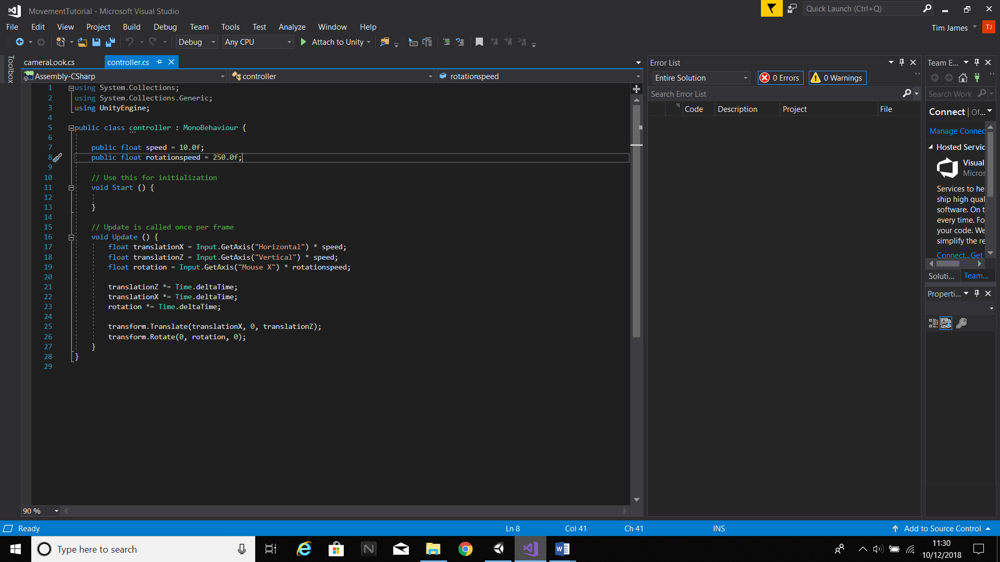 MovementTutorial - Microsoft Visual Studio
Quick Launch (Ctrl+Q)
File Edit View Project Build Debug Team Tools Test Analyze Window Help
Tim James TJ
Debug Any CPU Attach to Unity
Toolbox
cameraLook.cs controller.cs
Assembly-CSharp controller rotationspeed
1 using System.Collections;
2 using System.Collections.Generic;
3 using UnityEngine;
4
5 public class controller : MonoBehaviour {
6
7 public float speed = 10.0f;
8 public float rotationspeed = 250.0f;
9
10 // Use this for initialization
11 void Start () {
12
13 }
14
15 // Update is called once per frame
16 void Update () {
17 float translationX = Input.GetAxis("Horizontal") * speed;
18 float translationZ = Input.GetAxis("Vertical") * speed;
19 float rotation = Input.GetAxis("Mouse X") * rotationspeed;
20
21 translationZ *= Time.deltaTime;
22 translationX *= Time.deltaTime;
23 rotation *= Time.deltaTime;
24
25 transform.Translate(translationX, 0, translationZ);
26 transform.Rotate(0, rotation, 0);
27 }
28 }
29
90 %
Error List
Entire Solution 0 Errors 0 Warnings
Search Error List
Code Description Project File
Team E...
Search Work
Connect | Of...
Manage Connec
Hosted Servic
Visual
Micros
Services to he
ship high qual
software. On t
every time. Fo
your code. We
simplify the re
Connect... Get
Soluti... Team...
Properti...
Ready Ln 8 Col 41 Ch 41 INS Add to Source Control
Type here to search
11:30
10/12/2018